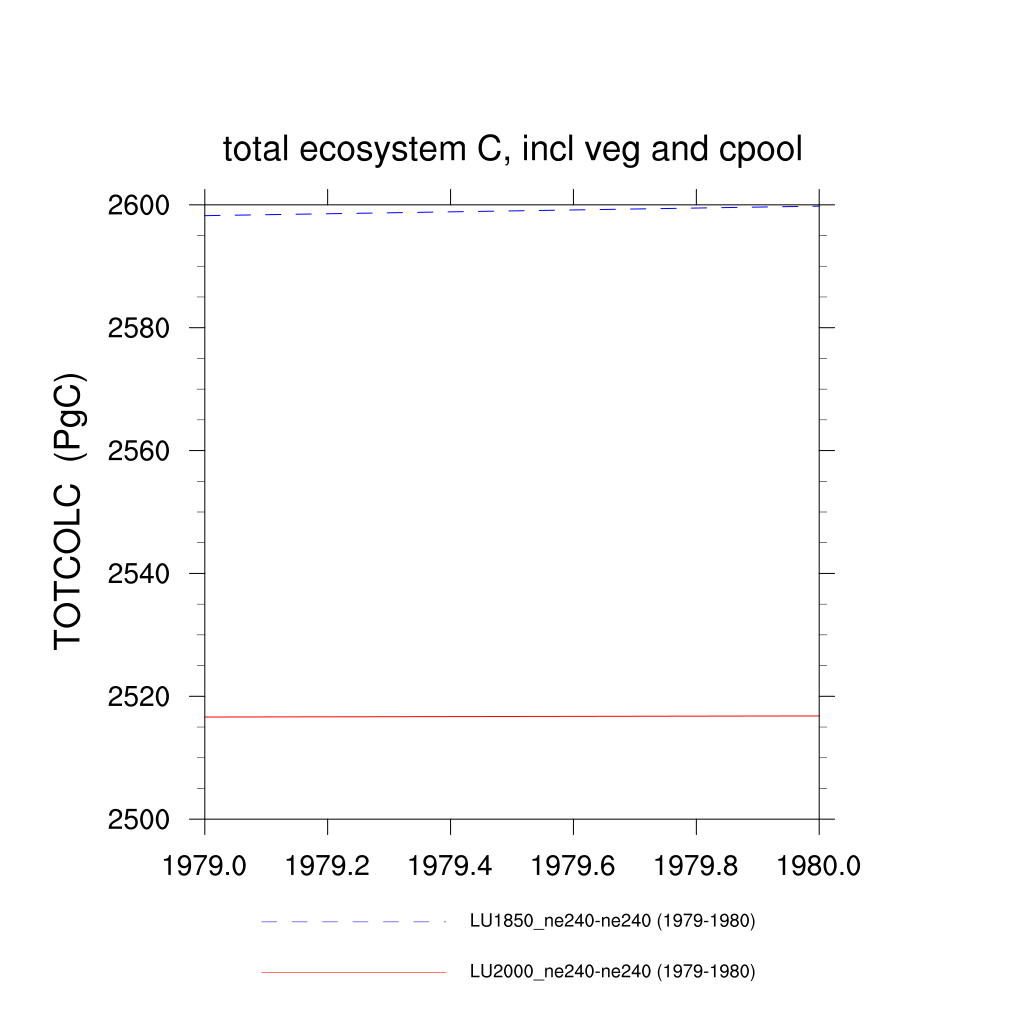 total ecosystem C, incl veg and cpool
TOTCOLC (PgC)
2600
2580
2560
2540
2520
2500
1979.0 1979.2 1979.4 1979.6 1979.8 1980.0
LU1850_ne240-ne240 (1979-1980)
LU2000_ne240-ne240 (1979-1980)